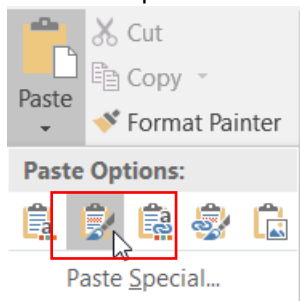 Cut
Copy
Paste
Format Painter
Paste Options:
a
a
Paste Special...